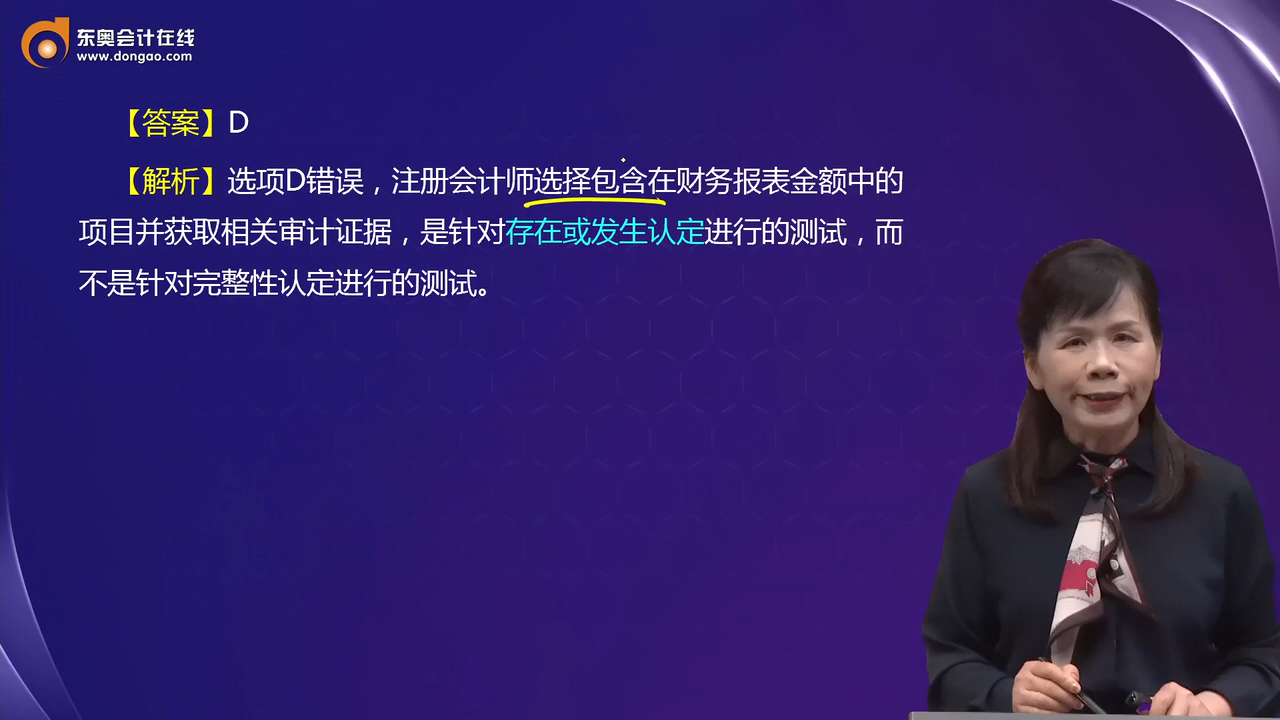 东奥会计在线
www.dongao.com
【答案】D
【解析】选项D错误，注册会计师选择包含在财务报表金额中的
项目并获取相关审计证据，是针对存在或发生认定进行的测试，而
不是针对完整性认定进行的测试。